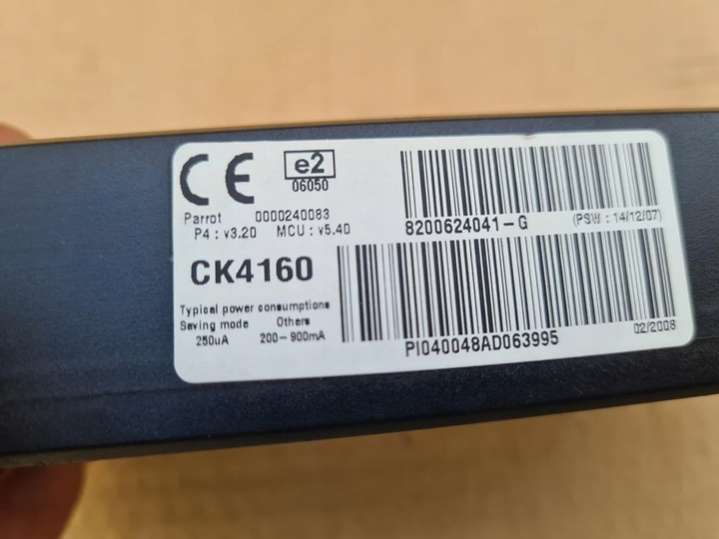 CE
e2
06050
Parrot 0000240083
P4 : v3.20 MCU : v5.40
CK4160
Typical power consumptions
Saving mode Others
250uA 200-900mA
8200624041-G (PSW : 14/12/07)
PI040048AD063995
02/2008